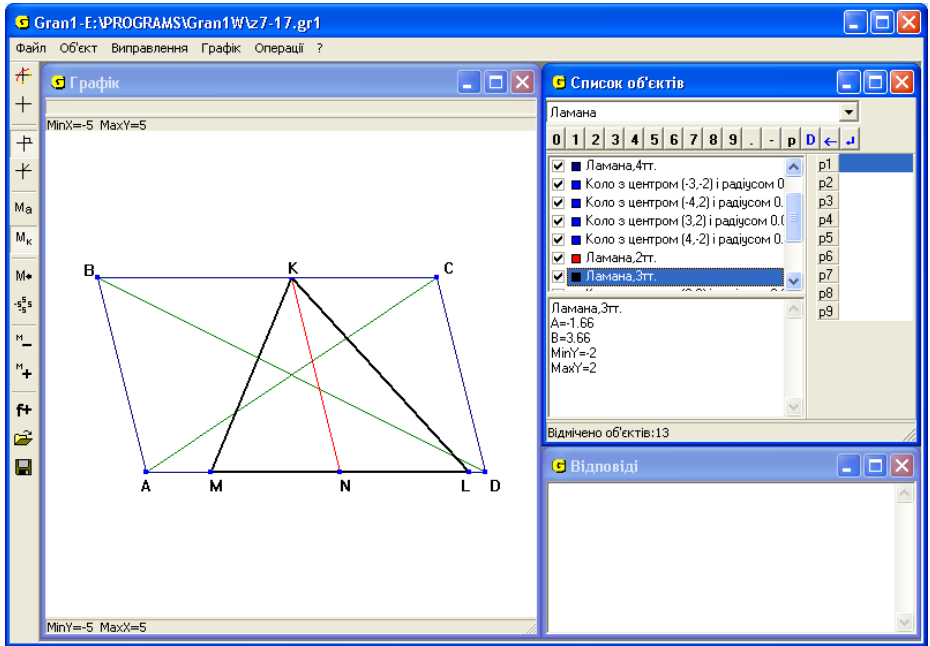 Gran1-E:\PROGRAMS\Gran1W\z7-17.gr1
Файл Об'єкт Виправлення Графік Операції ?
Графік
MinX=-5 MaxY=5
Ma
Mк
B
K
C
A
M
N
L
D
MinY=-5 MaxX=5
f+
Список об'єктів
Ламана
0 1 2 3 4 5 6 7 8 9 . - p D ← ↲
Ламана,4тт.
Коло з центром (-3,-2) і радіусом 0
Коло з центром (-4,2) і радіусом 0.
Коло з центром (3,2) і радіусом 0.0
Коло з центром (4,-2) і радіусом 0.
Ламана,2тт.
Ламана,3тт.
p1
p2
p3
p4
p5
p6
p7
p8
p9
Ламана,3тт.
A=-1.66
B=3.66
MinY=-2
MaxY=2
Відмічено об'єктів:13
Відповіді